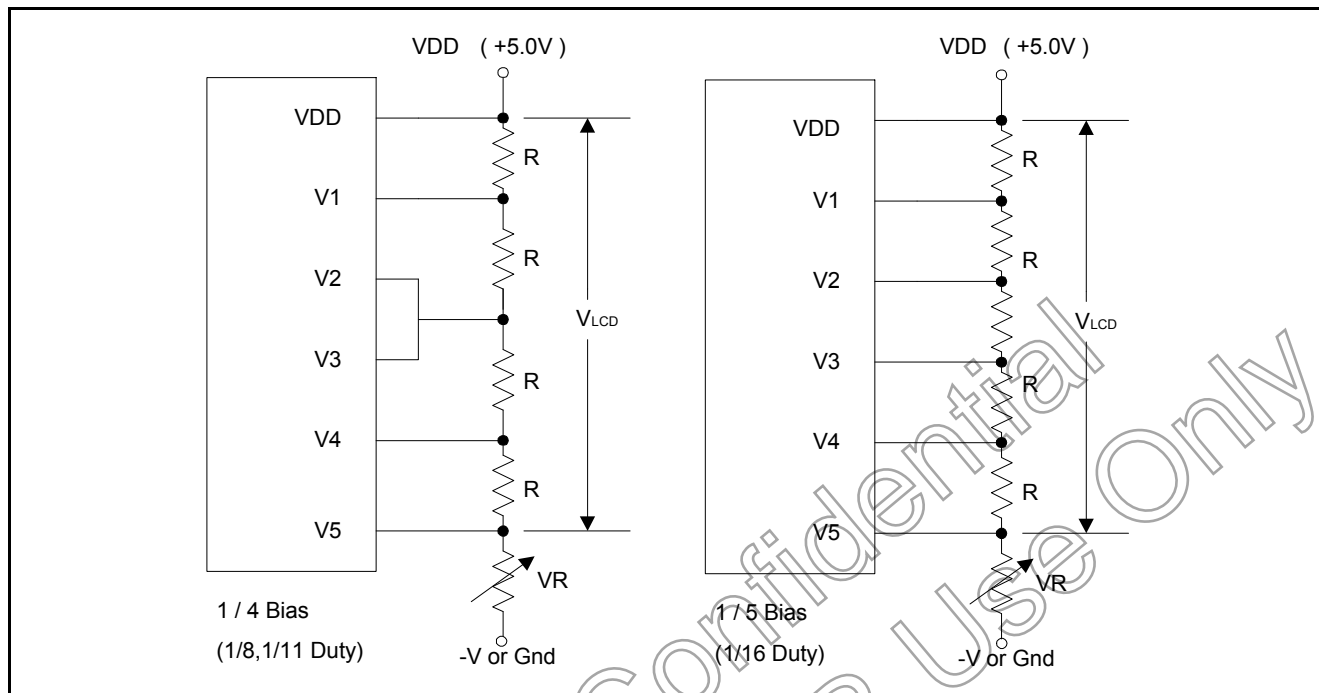 VDD ( +5.0V )
VDD
R
V1
R
V2
VLCD
V3
R
V4
R
V5
VR
1 / 4 Bias
(1/8,1/11 Duty)
-V or Gnd
VDD ( +5.0V )
VDD
R
V1
R
V2
VLCD
V3
R
V4
R
V5
VR
1 / 5 Bias
(1/16 Duty)
-V or Gnd
Confidential
Use Only